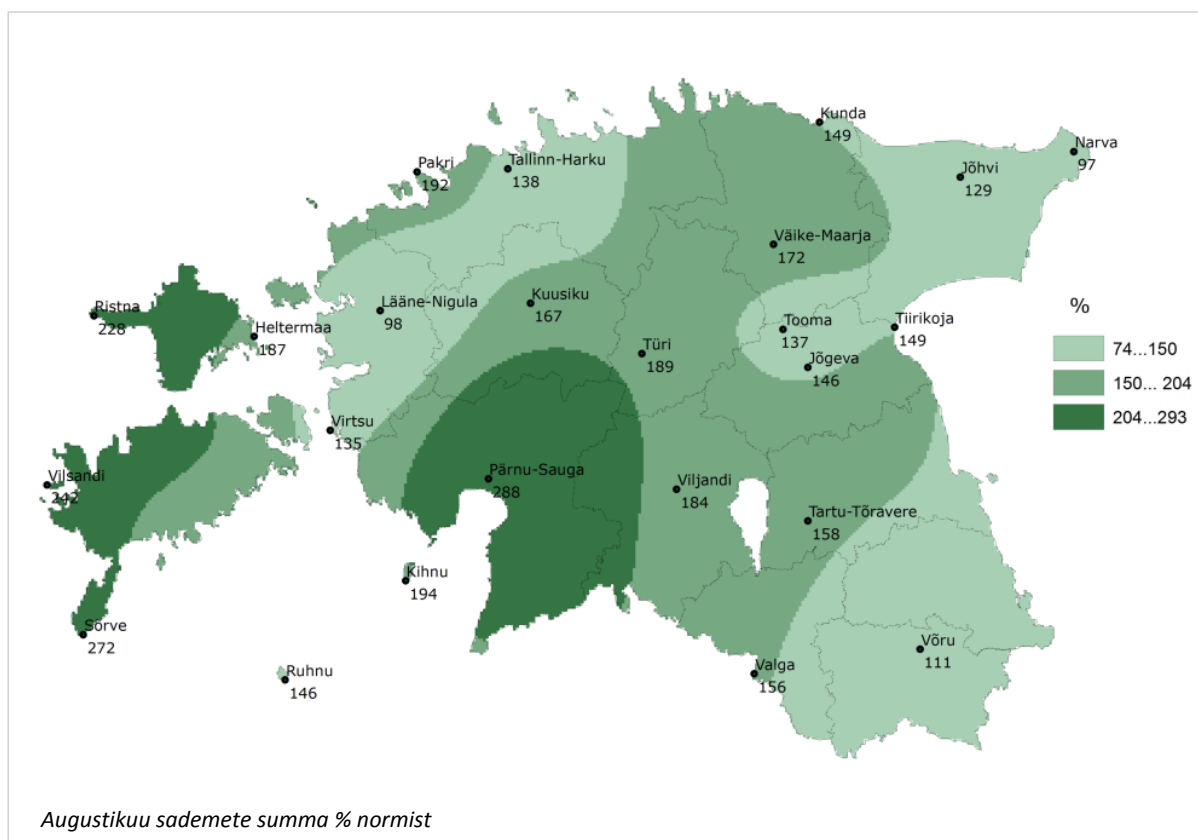 Kunda
149
Narva
97
Pakri
192
Tallinn-Harku
138
Jõhvi
129
Väike-Maarja
172
Ristna
228
Heltermaa
187
Lääne-Nigula
98
Kuusiku
167
Türi
189
Tooma
137
Tiirikoja
149
Jõgeva
146
%
74...150
150... 204
204...293
Virtsu
135
Vilsandi
242
Pärnu-Sauga
288
Viljandi
184
Tartu-Tõravere
158
Kihnu
194
Sõrve
272
Ruhnu
146
Valga
156
Võru
111
Augustikuu sademete summa % normist